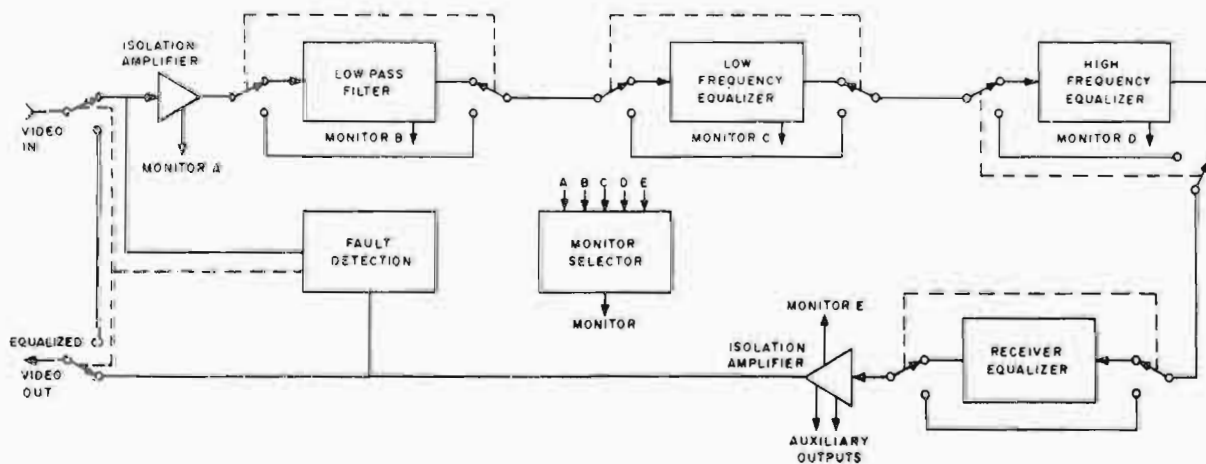 ISOLATION
AMPLIFIER
LOW PASS
FILTER
LOW
FREQUENCY
EQUALIZER
HIGH
FREQUENCY
EQUALIZER
VIDEO
IN
MONITOR A
MONITOR B
MONITOR C
MONITOR D
A B C D E
FAULT
DETECTION
MONITOR
SELECTOR
MONITOR
MONITOR E
ISOLATION
AMPLIFIER
RECEIVER
EQUALIZER
EQUALIZED
VIDEO
OUT
AUXILIARY
OUTPUTS